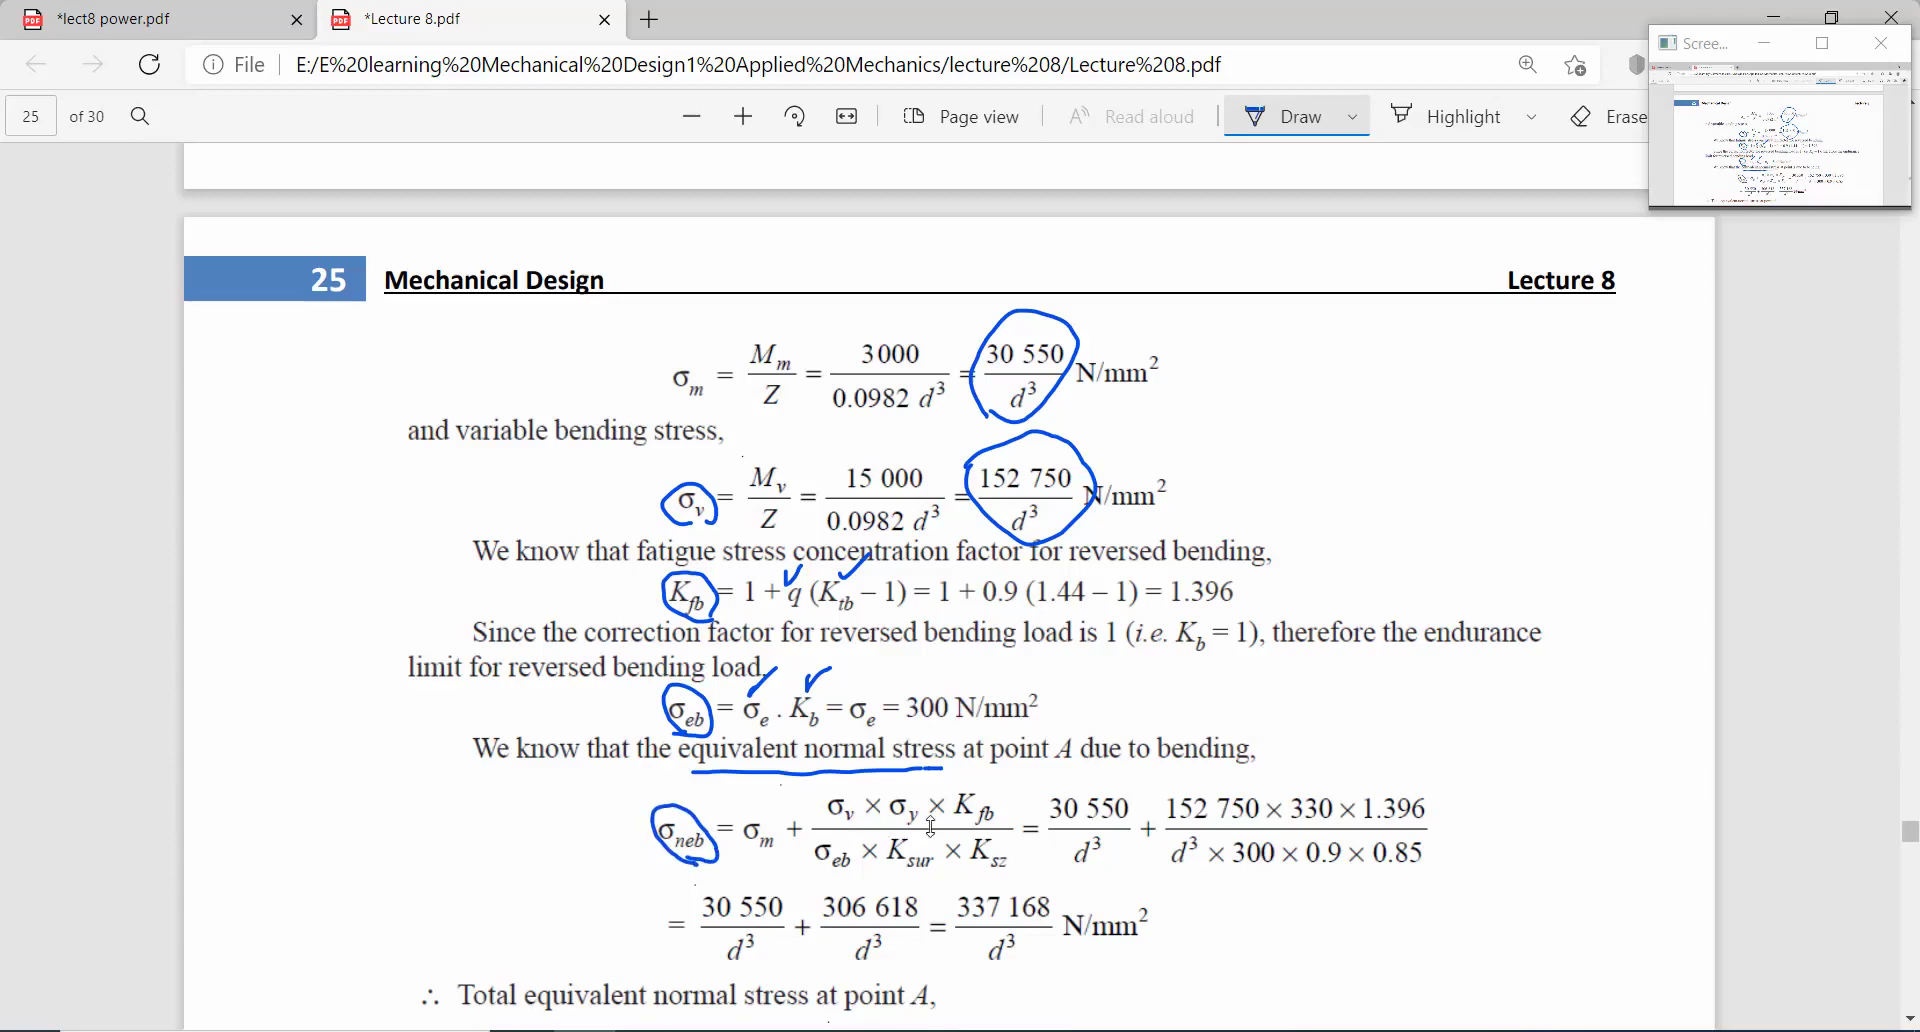 *lect8 power.pdf
*Lecture 8.pdf
File
E:/E%20learning%20Mechanical%20Design1%20Applied%20Mechanics/lecture%208/Lecture%208.pdf
Scree...
25 of 30
Page view
Read aloud
Draw
Highlight
Erase
25 Mechanical Design Lecture 8
σm = Mm / Z = 3000 / 0.0982 d³ = 30 550 / d³ N/mm²
and variable bending stress,
σv = Mv / Z = 15 000 / 0.0982 d³ = 152 750 / d³ N/mm²
We know that fatigue stress concentration factor for reversed bending,
Kfb = 1 + q (Ktb – 1) = 1 + 0.9 (1.44 – 1) = 1.396
Since the correction factor for reversed bending load is 1 (i.e. Kb = 1), therefore the endurance
limit for reversed bending load,
σeb = σe . Kb = σe = 300 N/mm²
We know that the equivalent normal stress at point A due to bending,
σneb = σm + σv × σy × Kfb / σeb × Ksur × Ksz = 30 550 / d³ + 152 750 × 330 × 1.396 / d³ × 300 × 0.9 × 0.85
= 30 550 / d³ + 306 618 / d³ = 337 168 / d³ N/mm²
∴ Total equivalent normal stress at point A,